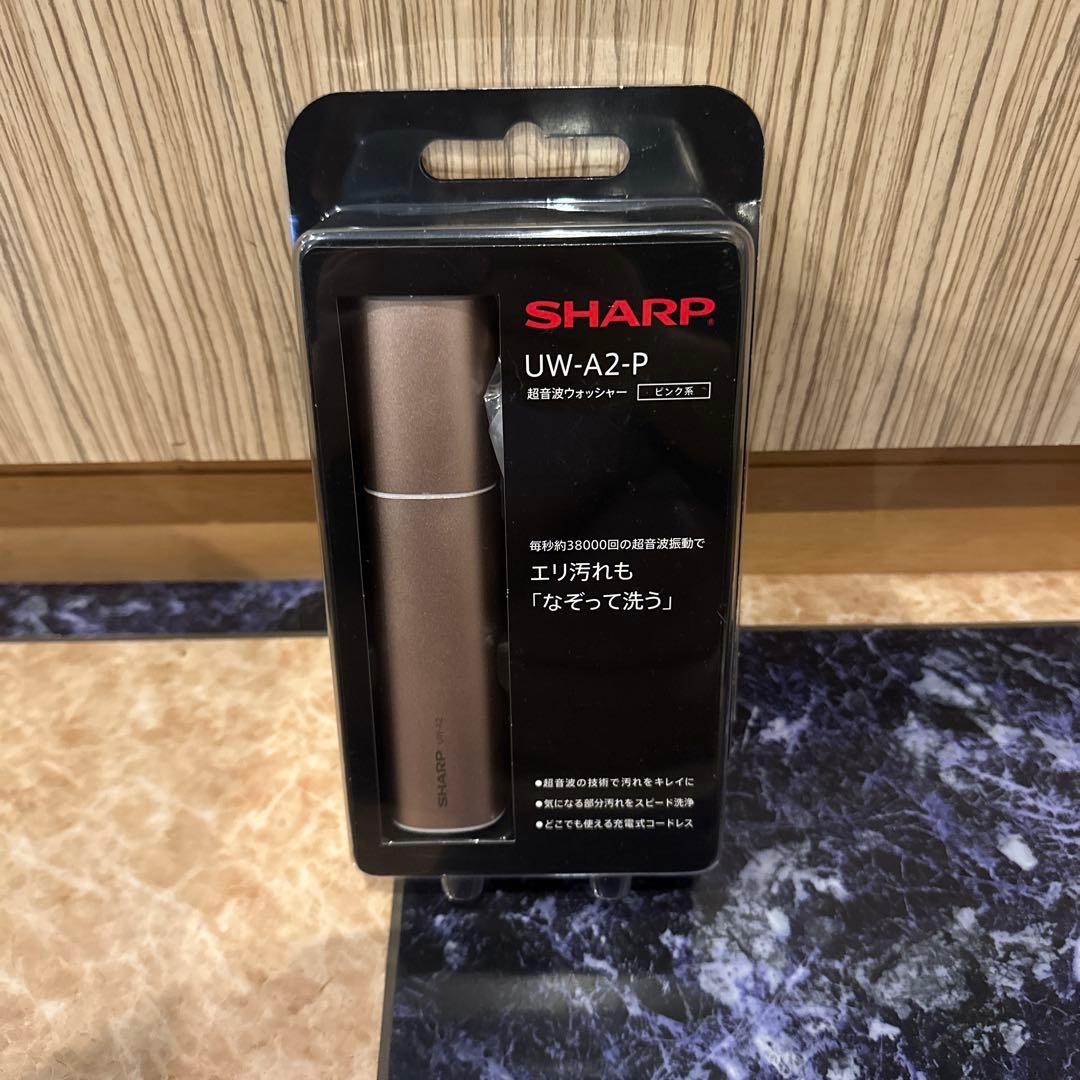 SHARP
UW-A2-P
超音波ウォッシャー ピンク系
毎秒約38000回の超音波振動で
エリ汚れも
「なぞって洗う」
●超音波の技術で汚れをキレイに
●気になる部分汚れをスピード洗浄
●どこでも使える充電式コードレス
SHARP UW-A2